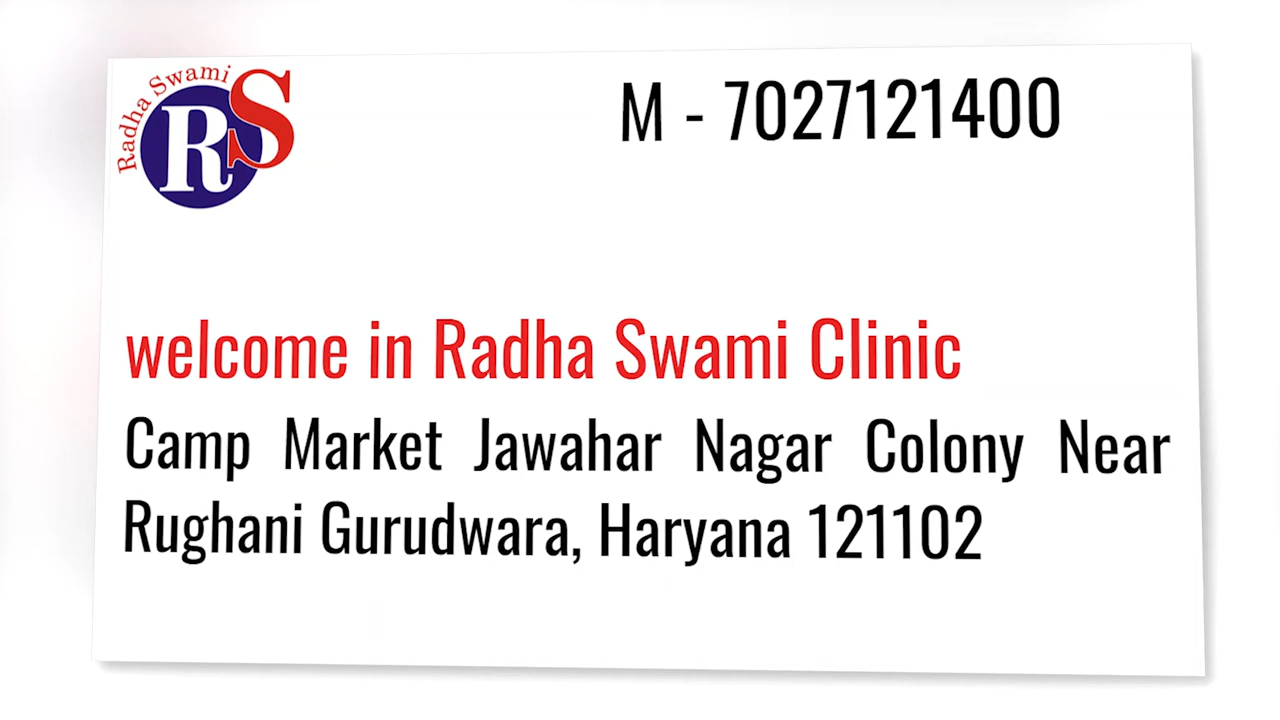 Radha Swami
RS
M - 7027121400
welcome in Radha Swami Clinic
Camp Market Jawahar Nagar Colony Near
Rughani Gurudwara, Haryana 121102